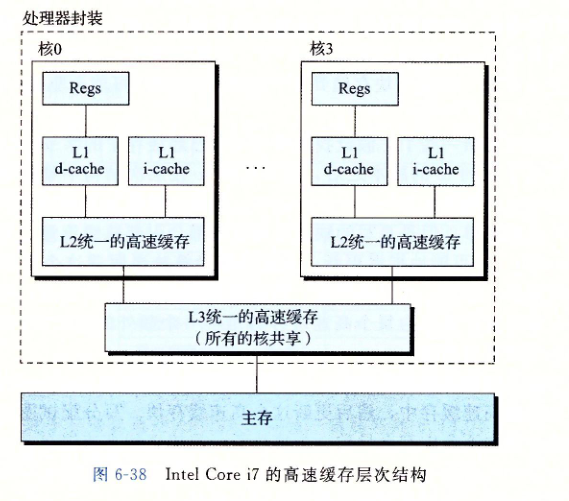 处理器封装
核0
核3
Regs
Regs
L1
d-cache
L1
i-cache
...
L1
d-cache
L1
i-cache
L2统一的高速缓存
L2统一的高速缓存
L3统一的高速缓存
（所有的核共享）
主存
图 6-38 Intel Core i7 的高速缓存层次结构